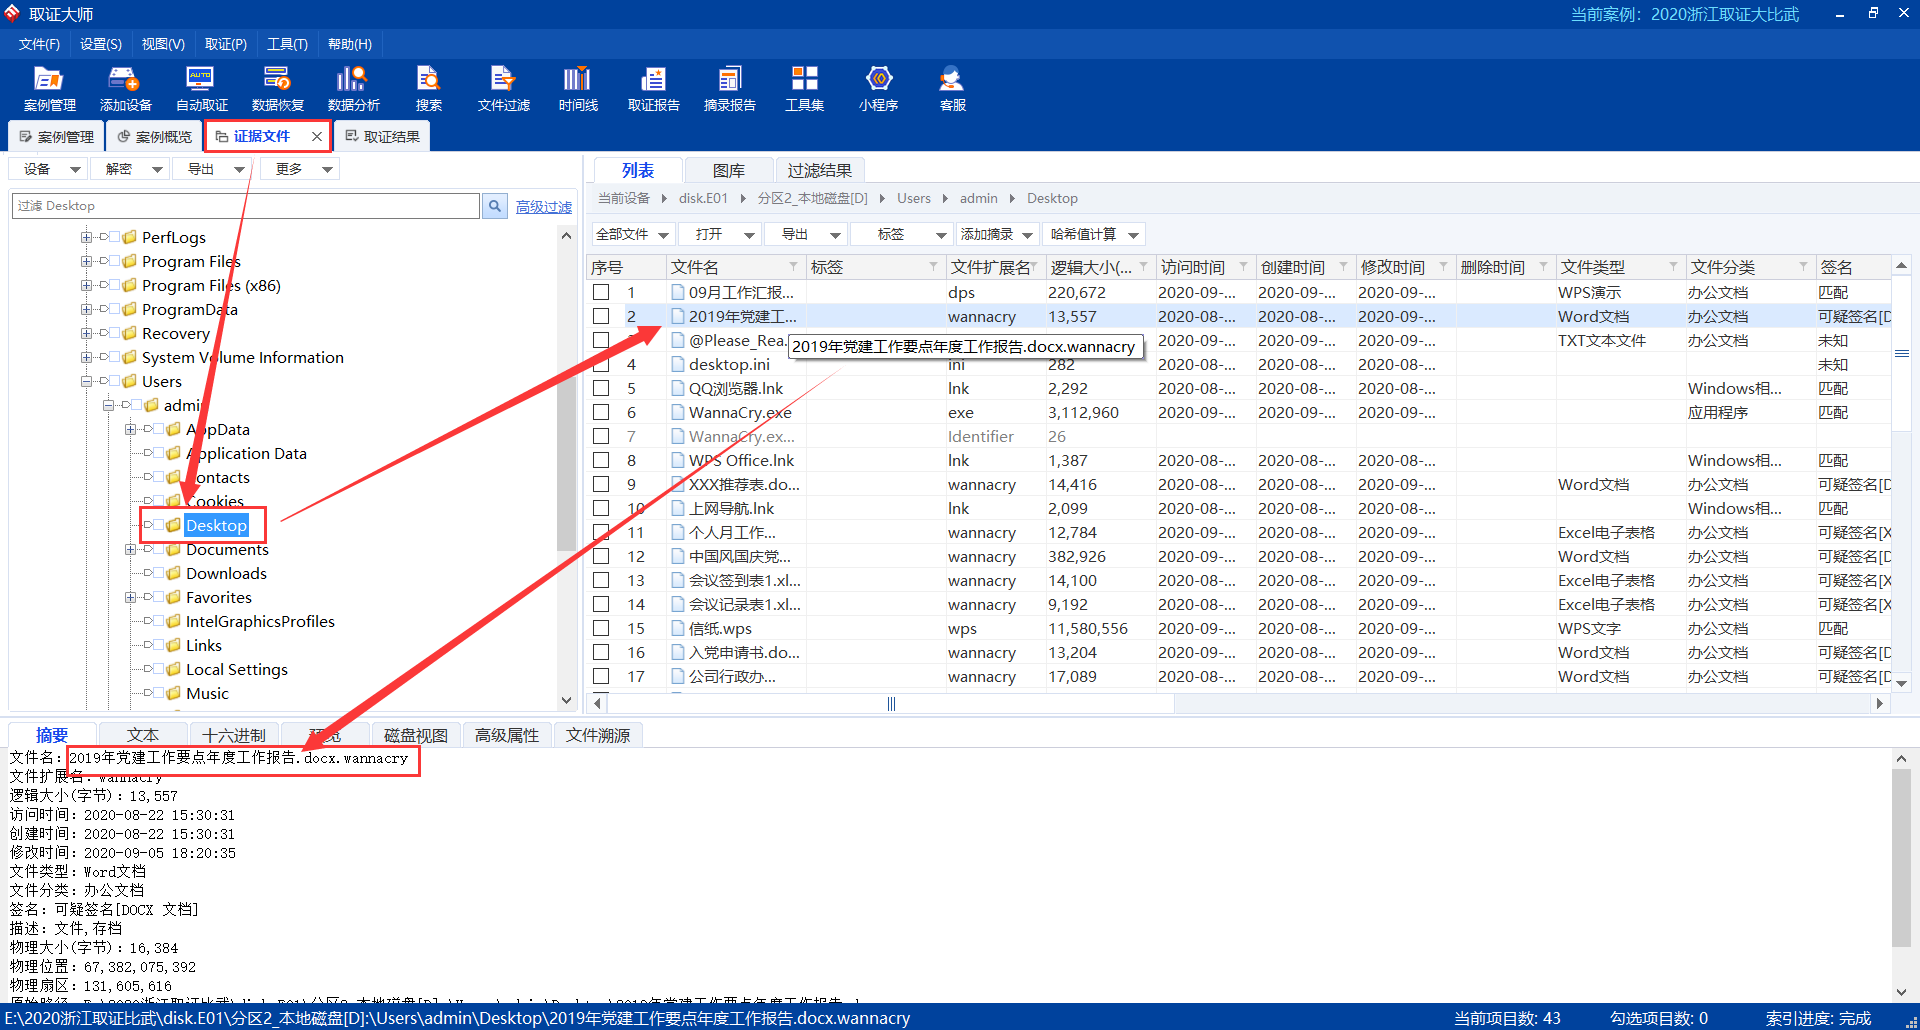 取证大师
当前案例：2020浙江取证大比武
文件(F) 设置(S) 视图(V) 取证(P) 工具(T) 帮助(H)
AUTO
案例管理 添加设备 自动取证 数据恢复 数据分析 搜索 文件过滤 时间线 取证报告 摘录报告 工具集 小程序 客服
案例管理 案例概览 证据文件 取证结果
设备 解密 导出 更多
过滤 Desktop 高级过滤
PerfLogs
Program Files
Program Files (x86)
ProgramData
Recovery
System Volume Information
Users
admin
AppData
Application Data
Contacts
Cookies
Desktop
Documents
Downloads
Favorites
IntelGraphicsProfiles
Links
Local Settings
Music
列表 图库 过滤结果
当前设备 disk.E01 分区2_本地磁盘[D] Users admin Desktop
全部文件 打开 导出 标签 添加摘录 哈希值计算
序号 文件名 标签 文件扩展名 逻辑大小(... 访问时间 创建时间 修改时间 删除时间 文件类型 文件分类 签名
1 09月工作汇报... dps 220,672 2020-09-... 2020-09-... 2020-09-... WPS演示 办公文档 匹配
2 2019年党建工... wannacry 13,557 2020-08-... 2020-08-... 2020-09-... Word文档 办公文档 可疑签名[D
@Please_Rea... 2020-09-... 2020-09-... 2020-09-... TXT文本文件 办公文档 未知
2019年党建工作要点年度工作报告.docx.wannacry
4 desktop.ini ini 282 2020-08-... 2020-08-... 2020-08-... 未知
5 QQ浏览器.lnk lnk 2,292 2020-09-... 2020-09-... 2020-09-... Windows相... 匹配
6 WannaCry.exe exe 3,112,960 2020-08-... 2020-08-... 2020-08-... 应用程序 匹配
7 WannaCry.ex... Identifier 26
8 WPS Office.lnk lnk 1,387 2020-08-... 2020-08-... 2020-08-... Windows相... 匹配
9 XXX推荐表.do... wannacry 14,416 2020-08-... 2020-08-... 2020-09-... Word文档 办公文档 可疑签名[D
10 上网导航.lnk lnk 2,099 2020-09-... 2020-09-... 2020-09-... Windows相... 匹配
11 个人月工作... wannacry 12,784 2020-08-... 2020-08-... 2020-09-... Excel电子表格 办公文档 可疑签名[X
12 中国风国庆党... wannacry 382,926 2020-08-... 2020-08-... 2020-09-... Word文档 办公文档 可疑签名[D
13 会议签到表1.xl... wannacry 14,100 2020-08-... 2020-08-... 2020-09-... Excel电子表格 办公文档 可疑签名[X
14 会议记录表1.xl... wannacry 9,192 2020-08-... 2020-08-... 2020-09-... Excel电子表格 办公文档 可疑签名[X
15 信纸.wps wps 11,580,556 2020-09-... 2020-09-... 2020-09-... WPS文字 办公文档 匹配
16 入党申请书.do... wannacry 13,204 2020-08-... 2020-08-... 2020-09-... Word文档 办公文档 可疑签名[D
17 公司行政办... wannacry 17,089 2020-08-... 2020-08-... 2020-09-... Word文档 办公文档 可疑签名[D
摘要 文本 十六进制 预览 磁盘视图 高级属性 文件溯源
文件名：2019年党建工作要点年度工作报告.docx.wannacry
文件扩展名：wannacry
逻辑大小(字节)：13,557
访问时间：2020-08-22 15:30:31
创建时间：2020-08-22 15:30:31
修改时间：2020-09-05 18:20:35
文件类型：Word文档
文件分类：办公文档
签名：可疑签名[DOCX 文档]
描述：文件,存档
物理大小(字节)：16,384
物理位置：67,382,075,392
物理扇区：131,605,616
E:\2020浙江取证比武\disk.E01\分区2_本地磁盘[D]:\Users\admin\Desktop\2019年党建工作要点年度工作报告.docx.wannacry
当前项目数: 43 勾选项目数: 0 索引进度: 完成